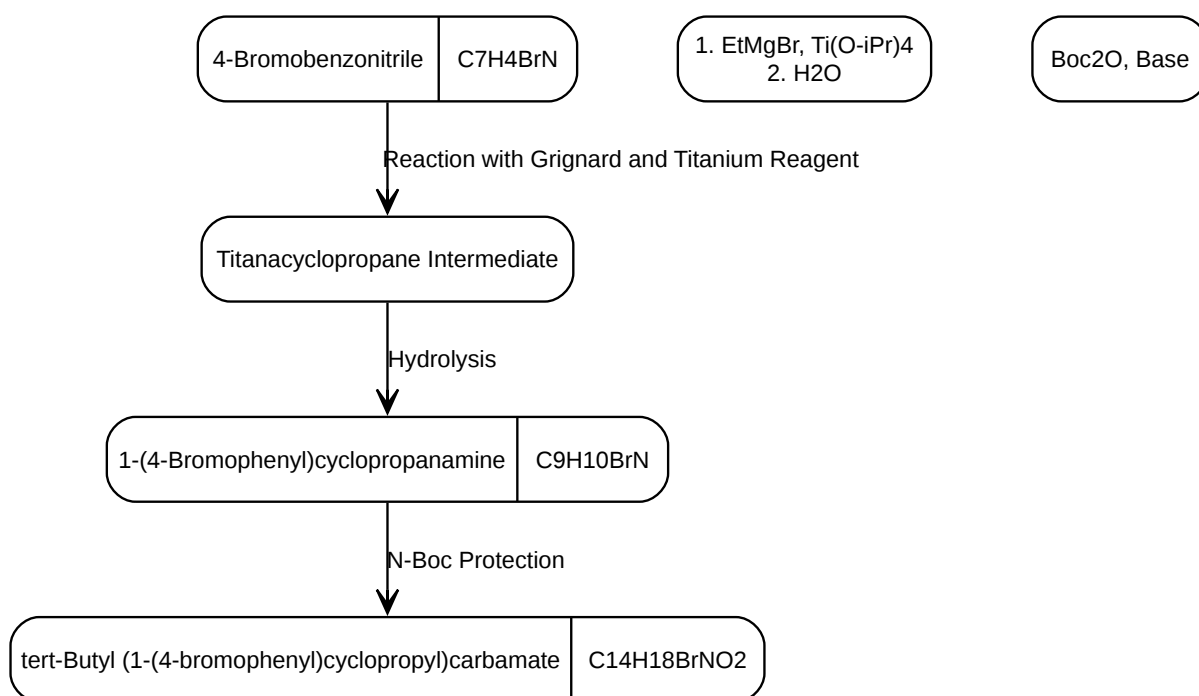 4-Bromobenzonitrile
C7H4BrN
1. EtMgBr, Ti(O-iPr)4
2. H2O
Boc2O, Base
Reaction with Grignard and Titanium Reagent
Titanacyclopropane Intermediate
Hydrolysis
1-(4-Bromophenyl)cyclopropanamine
C9H10BrN
N-Boc Protection
tert-Butyl (1-(4-bromophenyl)cyclopropyl)carbamate
C14H18BrNO2